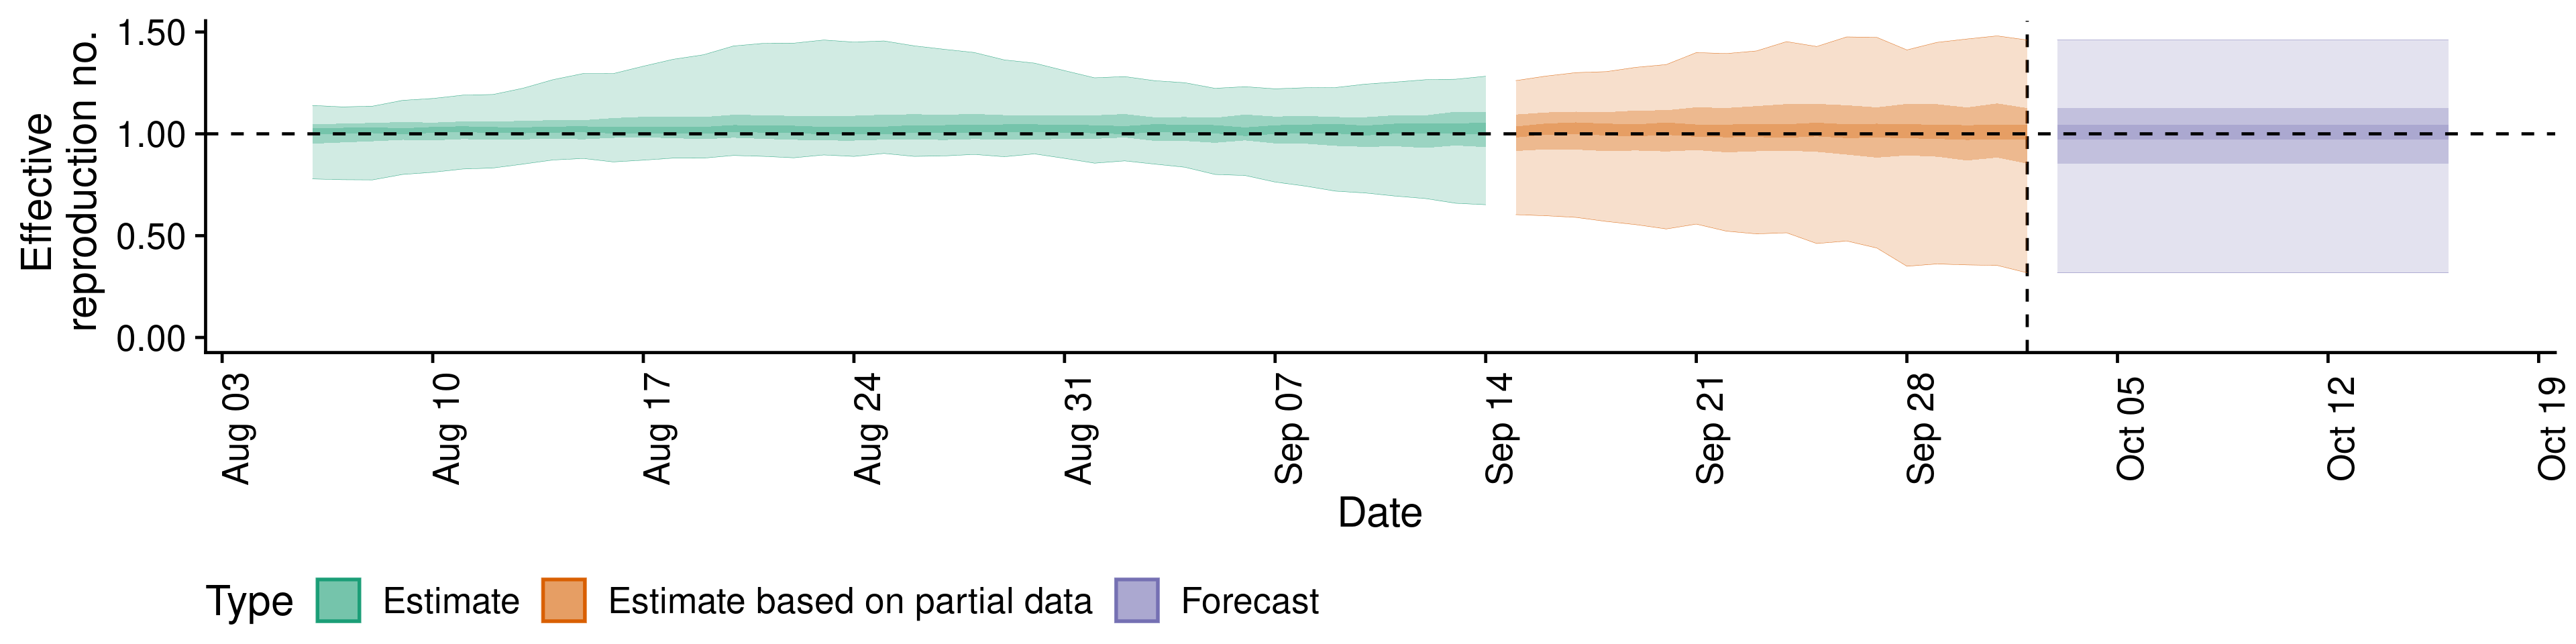 Effective
reproduction no.
1.50
1.00
0.50
0.00
Aug 03
Aug 10
Aug 17
Aug 24
Aug 31
Sep 07
Sep 14
Sep 21
Sep 28
Oct 05
Oct 12
Oct 19
Date
Type Estimate Estimate based on partial data Forecast